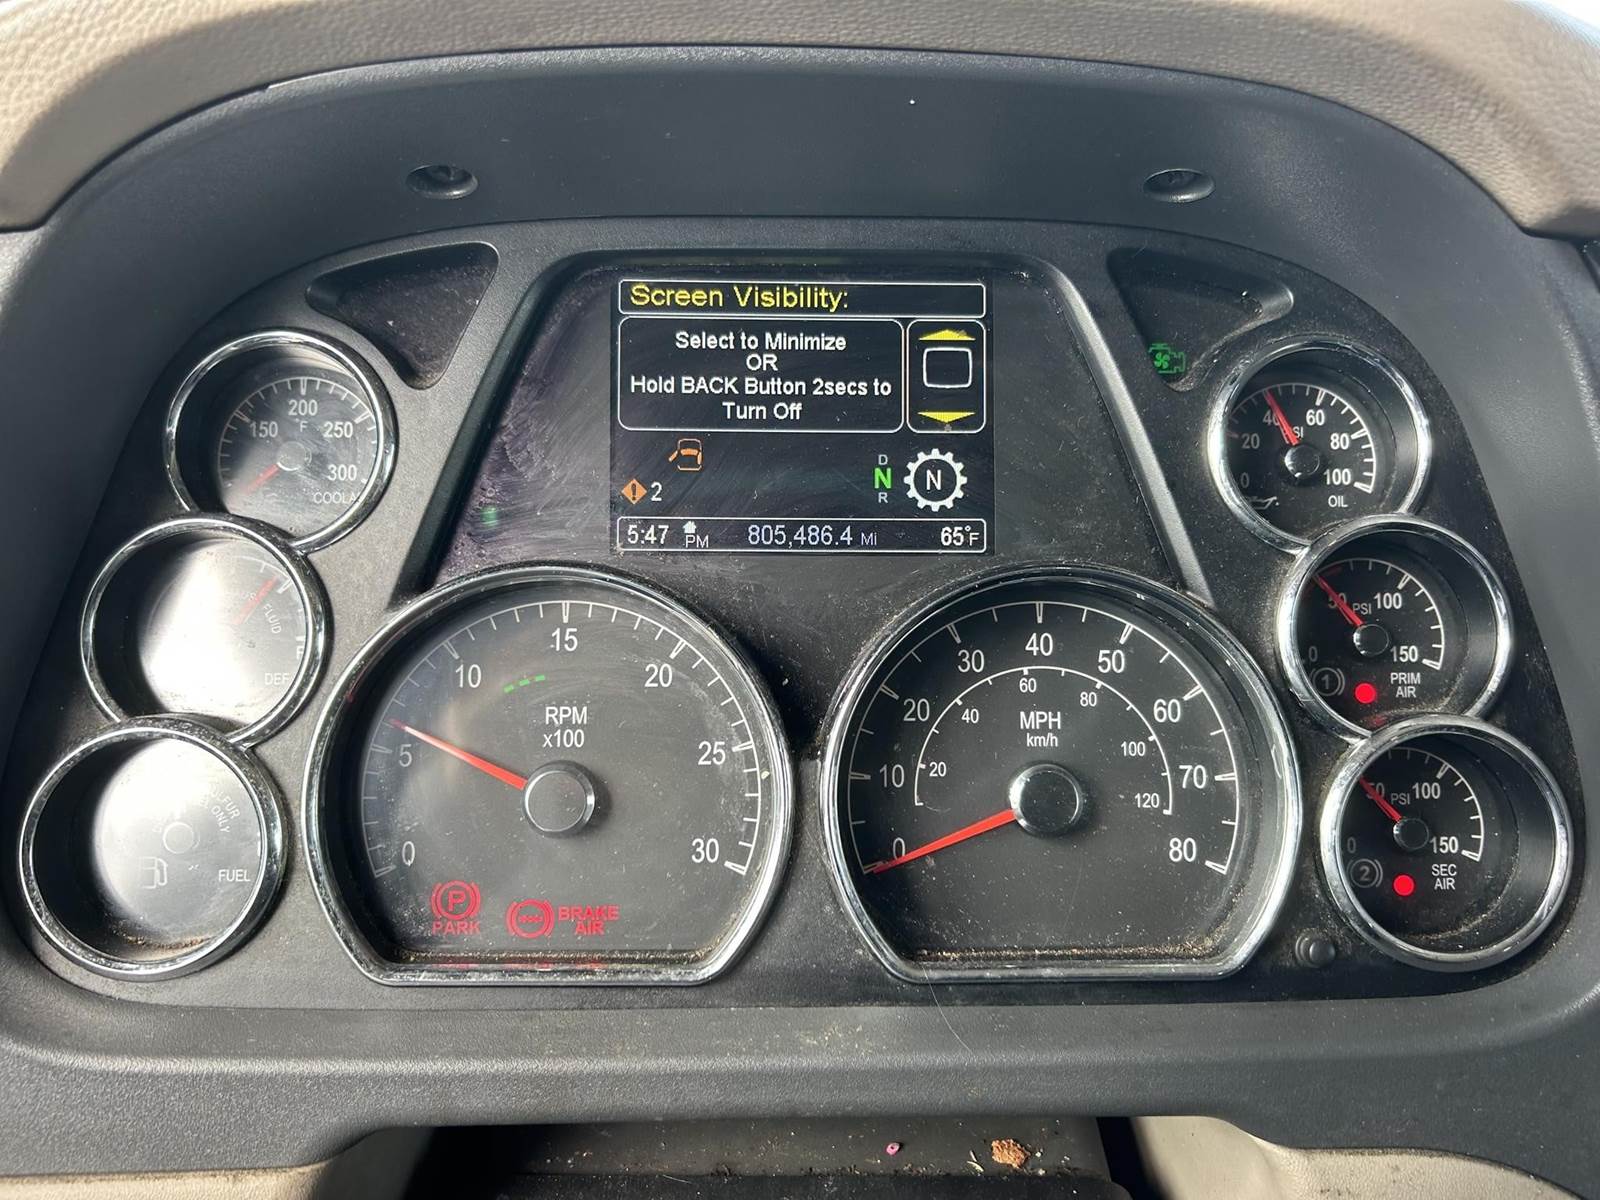 Screen Visibility:
Select to Minimize
OR
Hold BACK Button 2secs to
Turn Off
2
D
N
R
N
5:47 PM 805,486.4 Mi 65°F
150 200 250 300
°F
FLUID
DEF
ONLY
FUEL
0 5 10 15 20 25 30
RPM
x100
P
PARK
BRAKE
AIR
0 10 20 30 40 50 60 70 80
20 40 60 80 100 120
MPH
km/h
0 20 40 60 80 100
PSI
OIL
0 50 100 150
PSI
1
PRIM
AIR
0 50 100 150
PSI
2
SEC
AIR